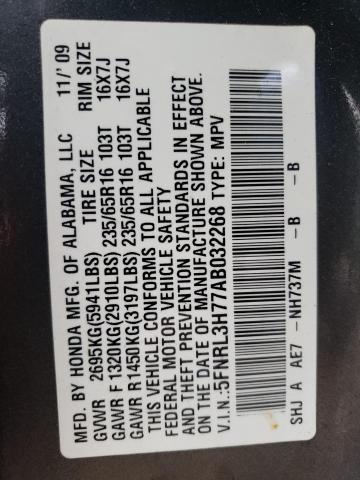 MFD. BY HONDA MFG. OF ALABAMA, LLC 11/'09
GVWR 2695KG(5941LBS) TIRE SIZE RIM SIZE
GAWR F 1320KG(2910LBS) 235/65R16 103T 16X7J
GAWR R1450KG(3197LBS) 235/65R16 103T 16X7J
THIS VEHICLE CONFORMS TO ALL APPLICABLE
FEDERAL MOTOR VEHICLE SAFETY
AND THEFT PREVENTION STANDARDS IN EFFECT
ON THE DATE OF MANUFACTURE SHOWN ABOVE.
V.I.N.:5FNRL3H77AB032268 TYPE: MPV
SHJ A AE7 -NH737M -B -B